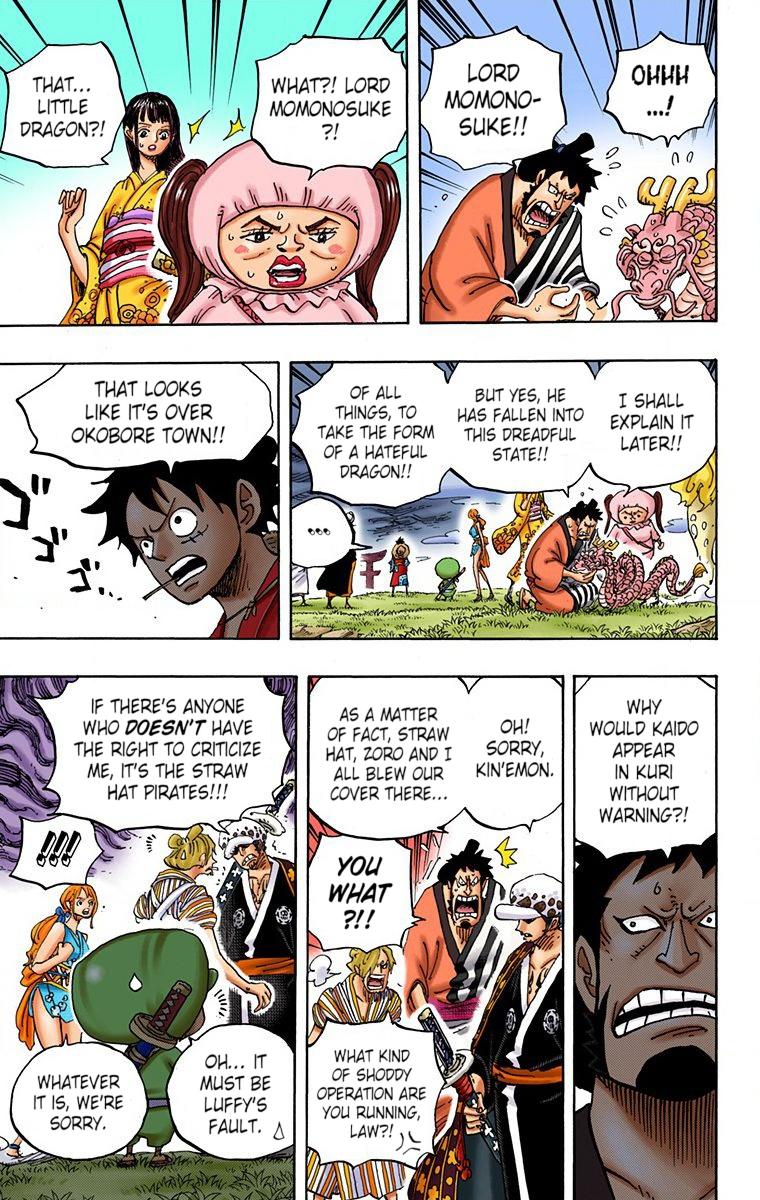 OHHH
...!
LORD
MOMONO-
SUKE!!
WHAT?! LORD
MOMONOSUKE
?!
THAT...
LITTLE
DRAGON?!
I SHALL
EXPLAIN IT
LATER!!
BUT YES, HE
HAS FALLEN INTO
THIS DREADFUL
STATE!!
OF ALL
THINGS, TO
TAKE THE FORM
OF A HATEFUL
DRAGON!!
...
THAT LOOKS
LIKE IT'S OVER
OKOBORE TOWN!!
ゴゴゴ...
WHY
WOULD KAIDO
APPEAR
IN KURI
WITHOUT
WARNING?!
OH!
SORRY,
KIN'EMON.
AS A MATTER
OF FACT, STRAW
HAT, ZORO AND I
ALL BLEW OUR
COVER THERE...
YOU
WHAT
?!!
WHAT KIND
OF SHODDY
OPERATION ARE
YOU RUNNING,
LAW?!
IF THERE'S ANYONE
WHO DOESN'T HAVE
THE RIGHT TO CRITICIZE
ME, IT'S THE STRAW
HAT PIRATES!!!
!!!
OH... IT
MUST BE
LUFFY'S
FAULT.
WHATEVER
IT IS, WE'RE
SORRY.